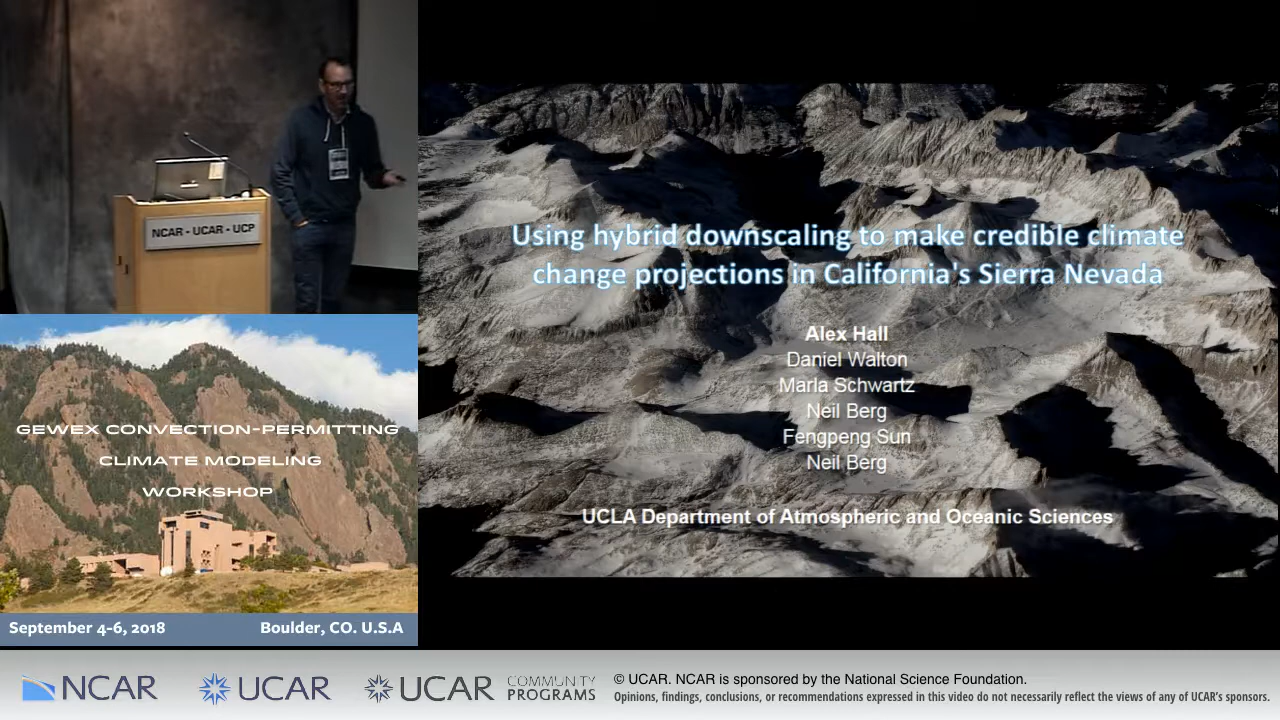 NCAR - UCAR - UCP
Using hybrid downscaling to make credible climate
change projections in California's Sierra Nevada
Alex Hall
Daniel Walton
Marla Schwartz
Neil Berg
Fengpeng Sun
Neil Berg
UCLA Department of Atmospheric and Oceanic Sciences
GEWEX CONVECTION-PERMITTING
CLIMATE MODELING
WORKSHOP
September 4-6, 2018
Boulder, CO. U.S.A
NCAR
UCAR
UCAR
COMMUNITY
PROGRAMS
© UCAR. NCAR is sponsored by the National Science Foundation.
Opinions, findings, conclusions, or recommendations expressed in this video do not necessarily reflect the views of any of UCAR's sponsors.